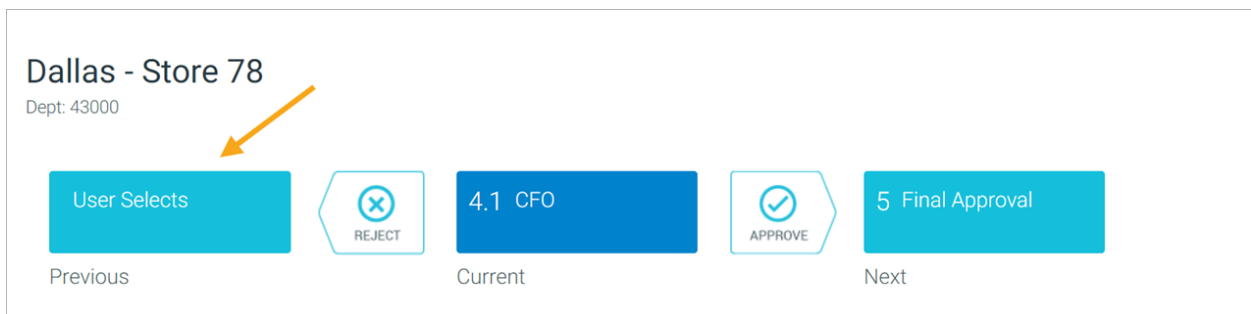 Dallas - Store 78
Dept: 43000
User Selects
REJECT
4.1 CFO
APPROVE
5 Final Approval
Previous
Current
Next